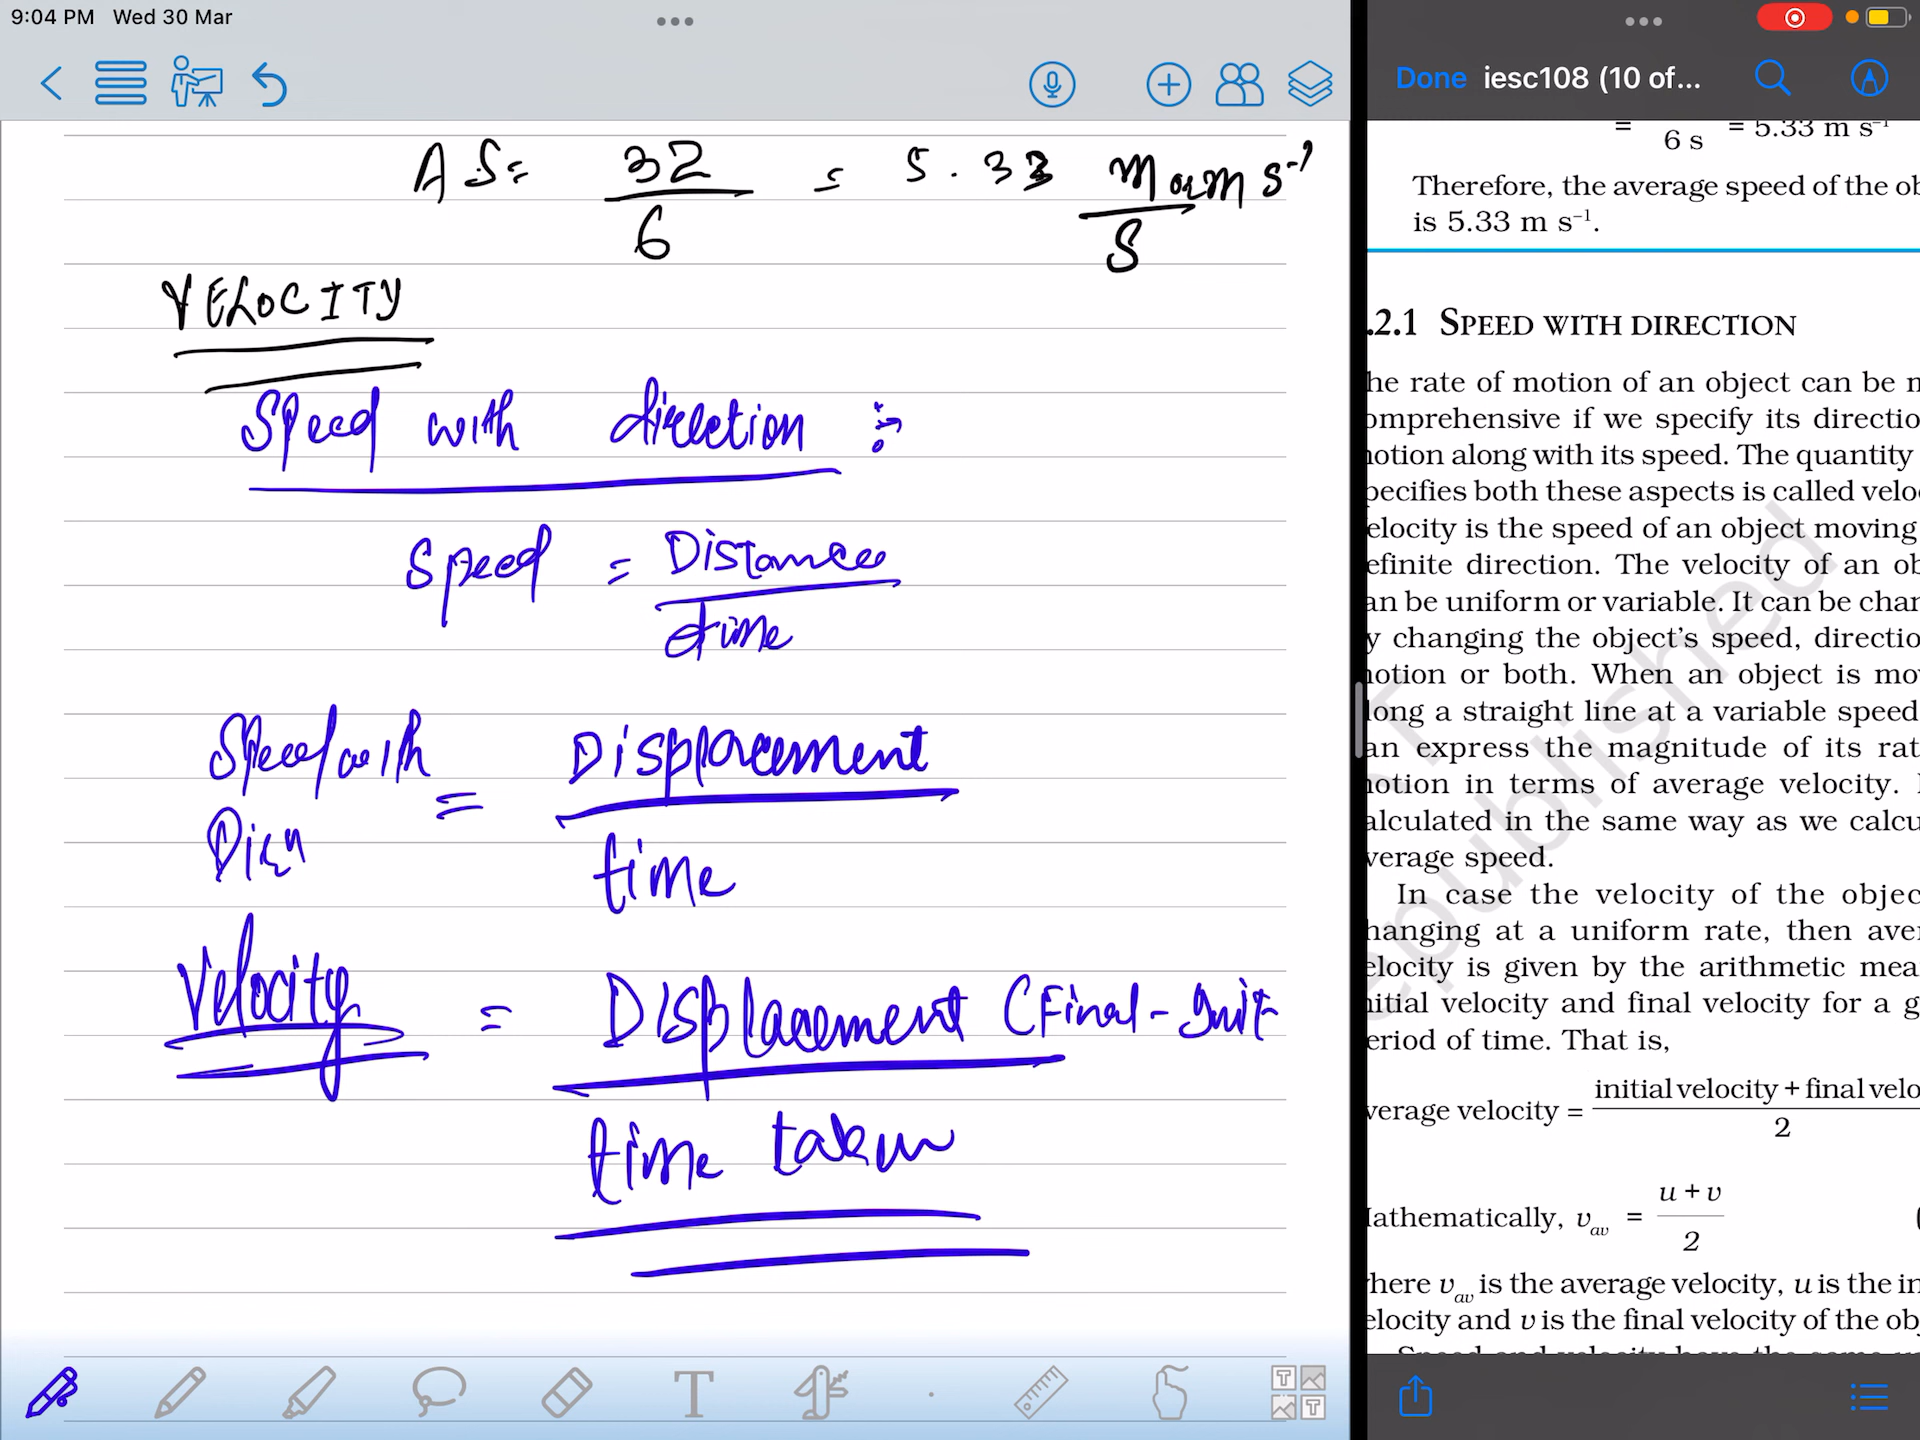 9:04 PM Wed 30 Mar
AS= 32/6 = 5.33 m/s or m s⁻¹
VELOCITY
Speed with direction :→
Speed = Distance/time
Speed with Dirn = Displacement/time
Velocity = Displacement (Final - Init/time taken
Done iesc108 (10 of...
= 6 s = 5.33 m s⁻¹
Therefore, the average speed of the ob
is 5.33 m s⁻¹.
.2.1 SPEED WITH DIRECTION
he rate of motion of an object can be m
omprehensive if we specify its directio
otion along with its speed. The quantity
pecifies both these aspects is called velo
elocity is the speed of an object moving
efinite direction. The velocity of an ob
an be uniform or variable. It can be chan
y changing the object's speed, directio
otion or both. When an object is mo
long a straight line at a variable speed
an express the magnitude of its rat
otion in terms of average velocity. I
alculated in the same way as we calcu
verage speed.
In case the velocity of the objec
hanging at a uniform rate, then aver
elocity is given by the arithmetic mea
nitial velocity and final velocity for a g
eriod of time. That is,
verage velocity = initial velocity + final velo/2
Mathematically, v_av = u + v/2
here v_av is the average velocity, u is the in
elocity and v is the final velocity of the obj
epublished